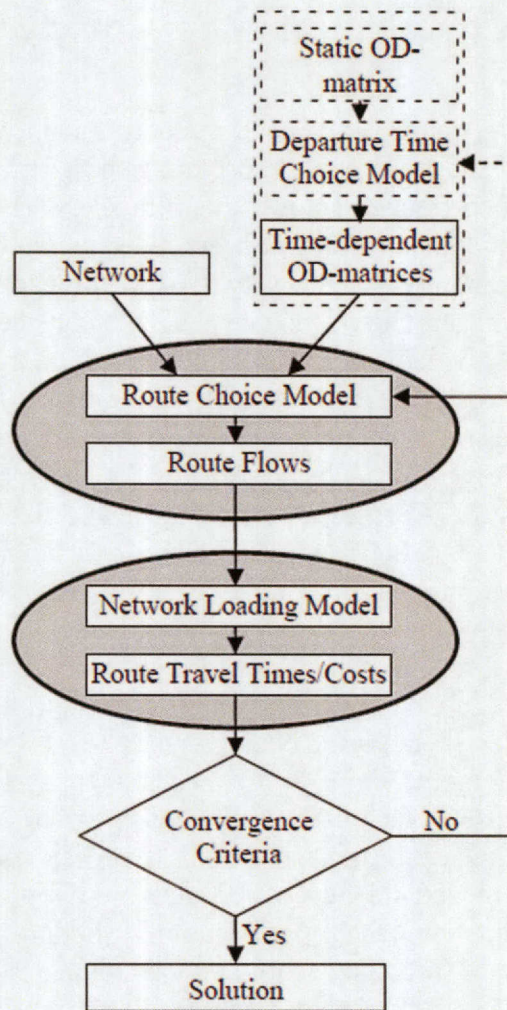 Static OD-
matrix
Departure Time
Choice Model
Time-dependent
OD-matrices
Network
Route Choice Model
Route Flows
Network Loading Model
Route Travel Times/Costs
Convergence
Criteria
No
Yes
Solution